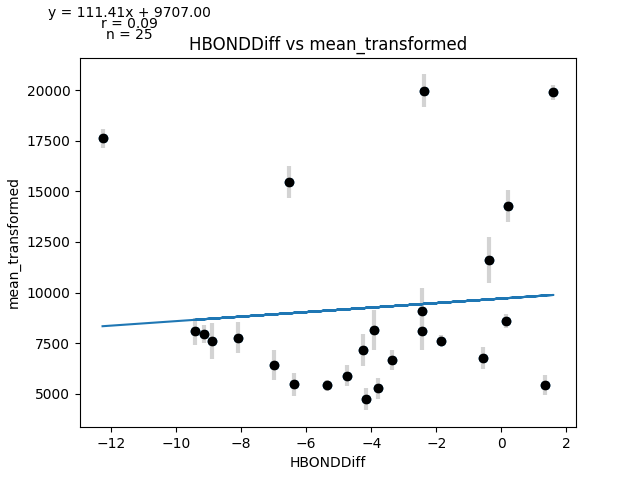 y = 111.41x + 9707.00
r = 0.09
n = 25
HBONDDiff vs mean_transformed
mean_transformed
20000
17500
15000
12500
10000
7500
5000
−12
−10
−8
−6
−4
−2
0
2
HBONDDiff